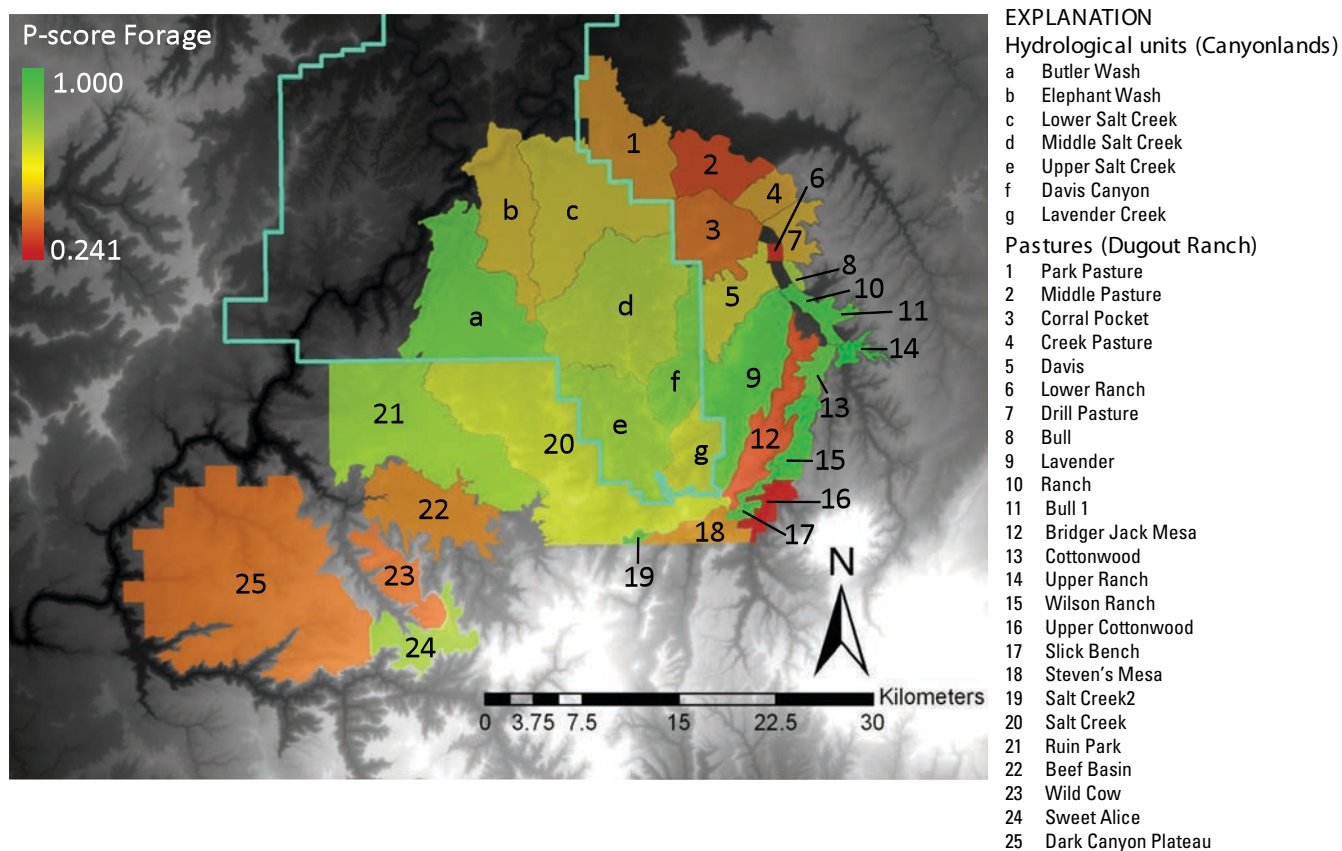 P-score Forage
1.000
0.241
1
2
6
4
b
c
3
7
8
5
d
10
11
a
14
f
9
13
21
e
20
g
12
15
16
22
18
17
19
25
23
24
N
Kilometers
0 3.75 7.5 15 22.5 30
EXPLANATION
Hydrological units (Canyonlands)
a Butler Wash
b Elephant Wash
c Lower Salt Creek
d Middle Salt Creek
e Upper Salt Creek
f Davis Canyon
g Lavender Creek
Pastures (Dugout Ranch)
1 Park Pasture
2 Middle Pasture
3 Corral Pocket
4 Creek Pasture
5 Davis
6 Lower Ranch
7 Drill Pasture
8 Bull
9 Lavender
10 Ranch
11 Bull 1
12 Bridger Jack Mesa
13 Cottonwood
14 Upper Ranch
15 Wilson Ranch
16 Upper Cottonwood
17 Slick Bench
18 Steven's Mesa
19 Salt Creek2
20 Salt Creek
21 Ruin Park
22 Beef Basin
23 Wild Cow
24 Sweet Alice
25 Dark Canyon Plateau